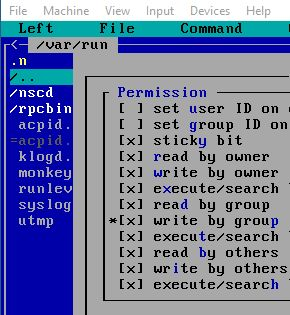 File Machine View Input Devices Help
Left File Command
<- /var/run
.n
/..
/nscd
/rpcbin
acpid.
=acpid.
klogd.
monkey
runlev
syslog
utmp
Permission
[ ] set user ID on
[ ] set group ID on
[x] sticky bit
[x] read by owner
[x] write by owner
[x] execute/search
[x] read by group
*[x] write by group
[x] execute/search
[x] read by others
[x] write by others
[x] execute/search